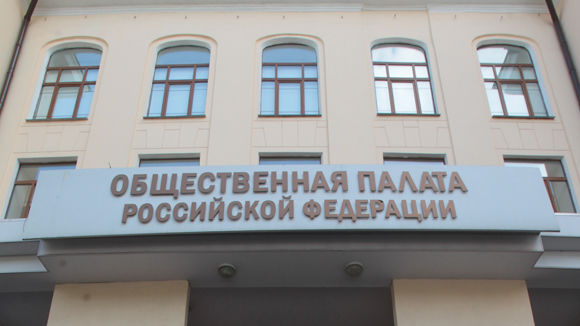 ОБЩЕСТВЕННАЯ ПАЛАТА
РОССИЙСКОЙ ФЕДЕРАЦИИ